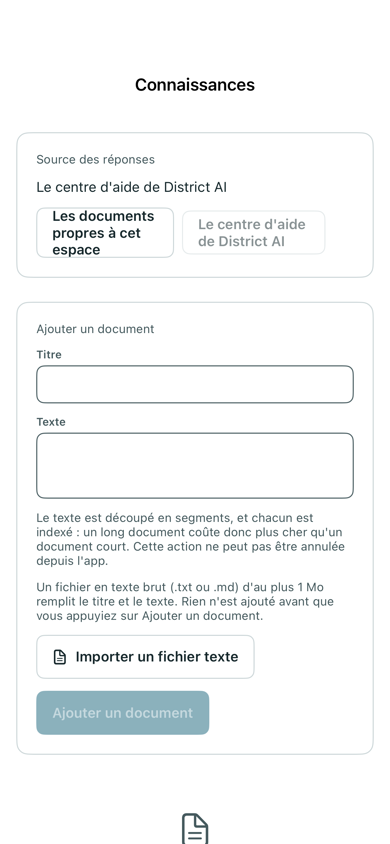 Connaissances
Source des réponses
Le centre d'aide de District AI
Les documents
propres à cet
espace
Le centre d'aide
de District AI
Ajouter un document
Titre
Texte
Le texte est découpé en segments, et chacun est
indexé : un long document coûte donc plus cher qu'un
document court. Cette action ne peut pas être annulée
depuis l'app.
Un fichier en texte brut (.txt ou .md) d'au plus 1 Mo
remplit le titre et le texte. Rien n'est ajouté avant que
vous appuyiez sur Ajouter un document.
Importer un fichier texte
Ajouter un document